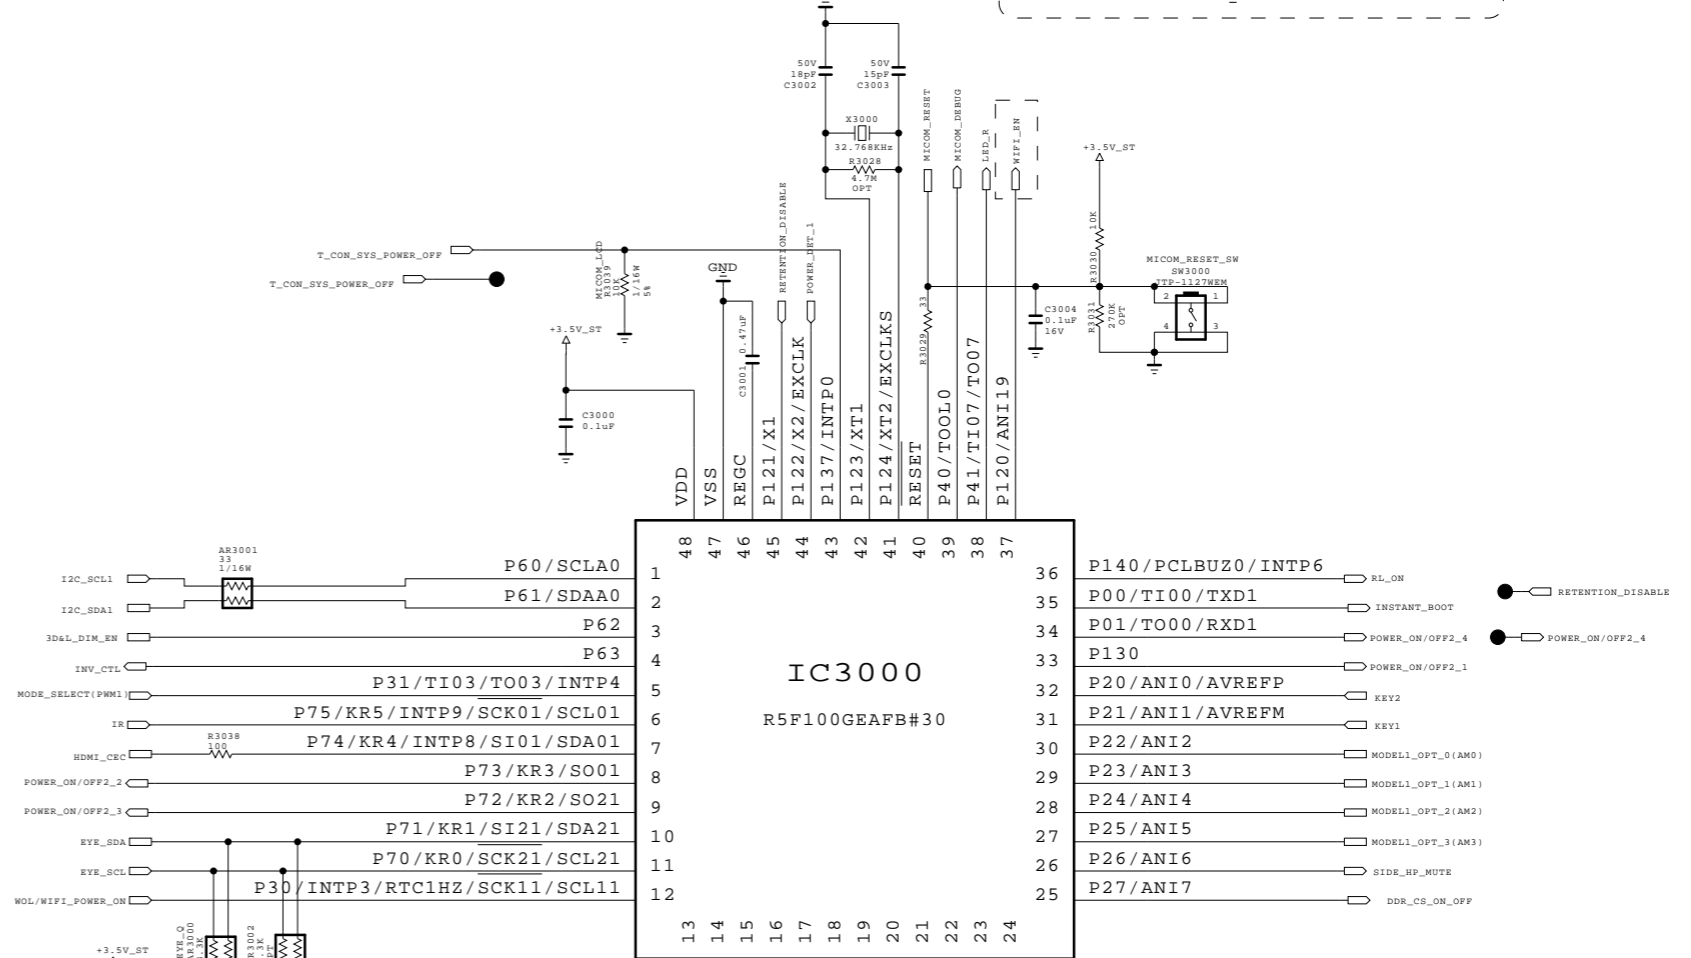 50V
18pF
C3002
50V
15pF
C3003
X3000
32.768KHz
R3028
4.7M
OPT
MICOM_RESET
MICOM_DEBUG
LED_R
WIFI_EN
+3.5V_ST
R3030 10K
MICOM_RESET_SW
SW3000
JTP-1127WEM
2 1
4 3
R3031
270K
OPT
C3004
0.1uF
16V
R3029 33
T_CON_SYS_POWER_OFF
T_CON_SYS_POWER_OFF
MICOM_LCD
R3039
10K
1/16W
5%
GND
RETENTION_DISABLE
POWER_DET_1
+3.5V_ST
C3000
0.1uF
C3001 0.47uF
VDD
VSS
REGC
P121/X1
P122/X2/EXCLK
P137/INTP0
P123/XT1
P124/XT2/EXCLKS
RESET
P40/TOOL0
P41/TI07/TO07
P120/ANI19
48 47 46 45 44 43 42 41 40 39 38 37
AR3001
33
1/16W
I2C_SCL1 P60/SCLA0 1
I2C_SDA1 P61/SDAA0 2
3D&L_DIM_EN P62 3
INV_CTL P63 4
MODE_SELECT(PWM1) P31/TI03/TO03/INTP4 5
IR P75/KR5/INTP9/SCK01/SCL01 6
R3038
100
HDMI_CEC P74/KR4/INTP8/SI01/SDA01 7
POWER_ON/OFF2_2 P73/KR3/SO01 8
POWER_ON/OFF2_3 P72/KR2/SO21 9
EYE_SDA P71/KR1/SI21/SDA21 10
EYE_SCL P70/KR0/SCK21/SCL21 11
WOL/WIFI_POWER_ON P30/INTP3/RTC1HZ/SCK11/SCL11 12
IC3000
R5F100GEAFB#30
36 P140/PCLBUZ0/INTP6 RL_ON
35 P00/TI00/TXD1 INSTANT_BOOT
34 P01/TO00/RXD1 POWER_ON/OFF2_4
33 P130 POWER_ON/OFF2_1
32 P20/ANI0/AVREFP KEY2
31 P21/ANI1/AVREFM KEY1
30 P22/ANI2 MODEL1_OPT_0(AM0)
29 P23/ANI3 MODEL1_OPT_1(AM1)
28 P24/ANI4 MODEL1_OPT_2(AM2)
27 P25/ANI5 MODEL1_OPT_3(AM3)
26 P26/ANI6 SIDE_HP_MUTE
25 P27/ANI7 DDR_CS_ON_OFF
RETENTION_DISABLE
POWER_ON/OFF2_4
13 14 15 16 17 18 19 20 21 22 23 24
+3.5V_ST
EYE_Q
AR3000